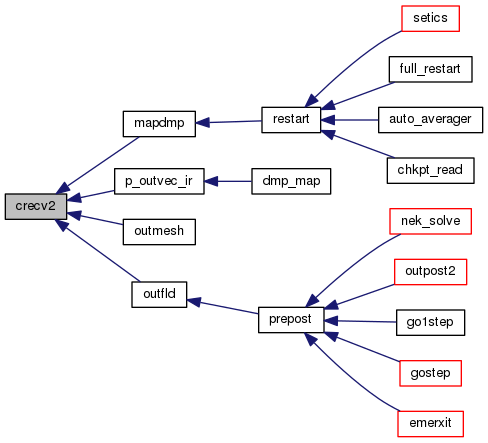 setics
full_restart
mapdmp
restart
auto_averager
chkpt_read
p_outvec_ir
dmp_map
crecv2
outmesh
nek_solve
outfld
outpost2
prepost
go1step
gostep
emerxit